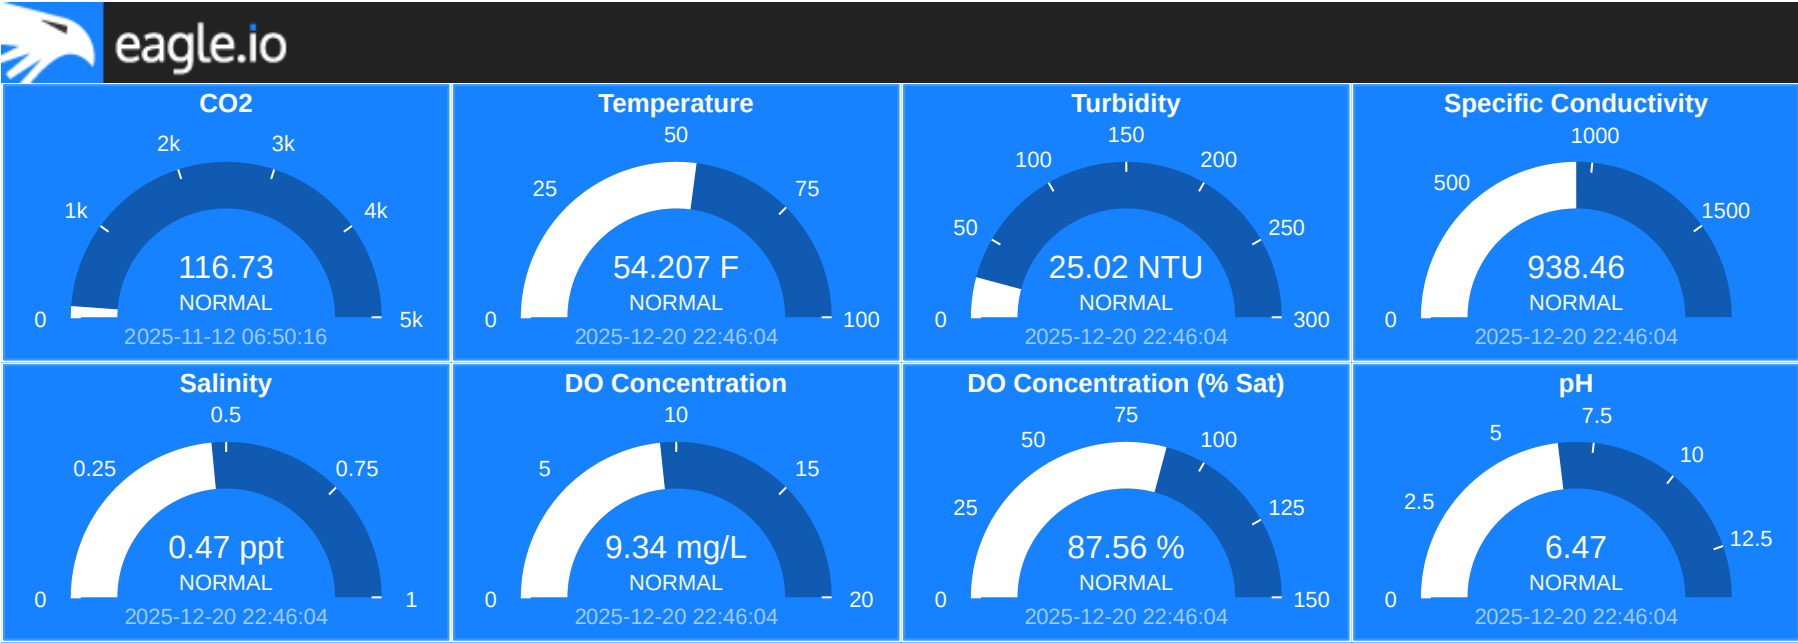 eagle.io
CO2
2k
3k
1k
4k
116.73
NORMAL
0
5k
2025-11-12 06:50:16
Temperature
50
25
75
54.207 F
NORMAL
0
100
2025-12-20 22:46:04
Turbidity
150
100
200
50
250
25.02 NTU
NORMAL
0
300
2025-12-20 22:46:04
Specific Conductivity
1000
500
1500
938.46
NORMAL
0
2025-12-20 22:46:04
Salinity
0.5
0.25
0.75
0.47 ppt
NORMAL
0
1
2025-12-20 22:46:04
DO Concentration
10
5
15
9.34 mg/L
NORMAL
0
20
2025-12-20 22:46:04
DO Concentration (% Sat)
75
50
100
25
125
87.56 %
NORMAL
0
150
2025-12-20 22:46:04
pH
7.5
5
10
2.5
12.5
6.47
NORMAL
0
2025-12-20 22:46:04